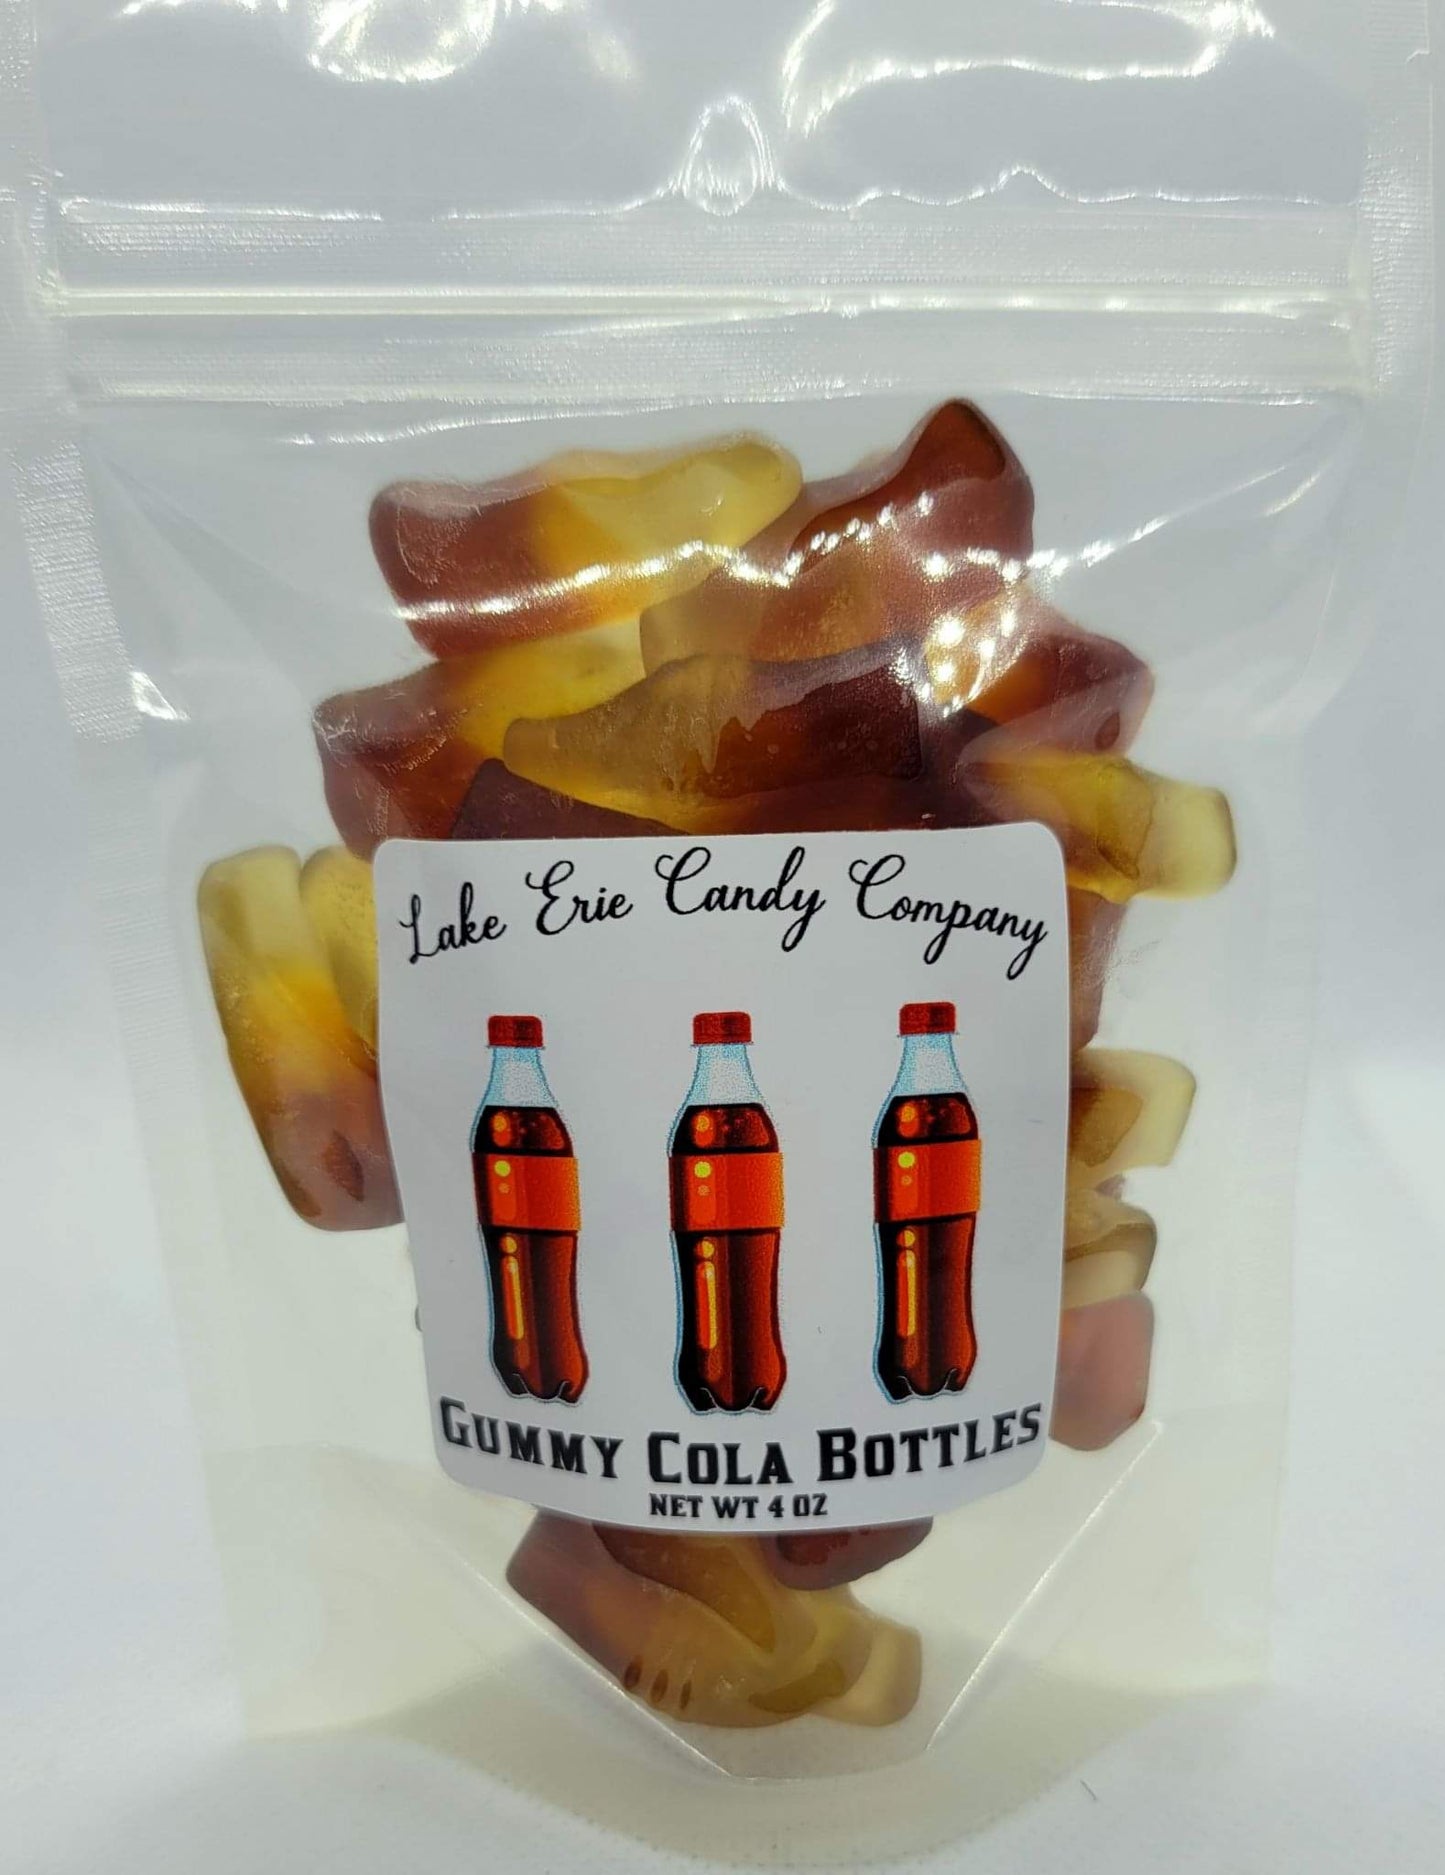 Lake Erie Candy Company
Gummy Cola Bottles
NET WT 4 OZ